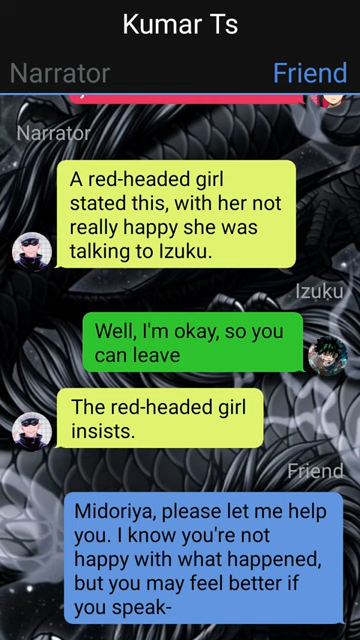 Kumar Ts
Narrator Friend
Narrator
A red-headed girl
stated this, with her not
really happy she was
talking to Izuku.
Izuku
Well, I'm okay, so you
can leave
The red-headed girl
insists.
Friend
Midoriya, please let me help
you. I know you're not
happy with what happened,
but you may feel better if
you speak-